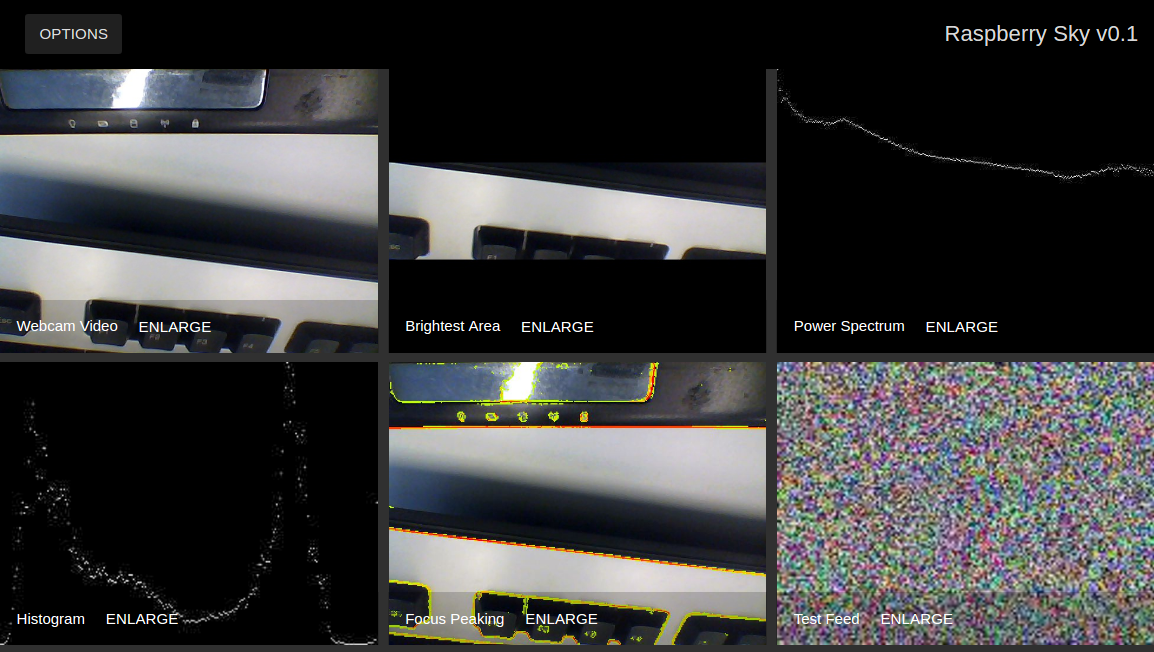 OPTIONS
Raspberry Sky v0.1
Webcam Video ENLARGE
Brightest Area ENLARGE
Power Spectrum ENLARGE
Histogram ENLARGE
Focus Peaking ENLARGE
Test Feed ENLARGE